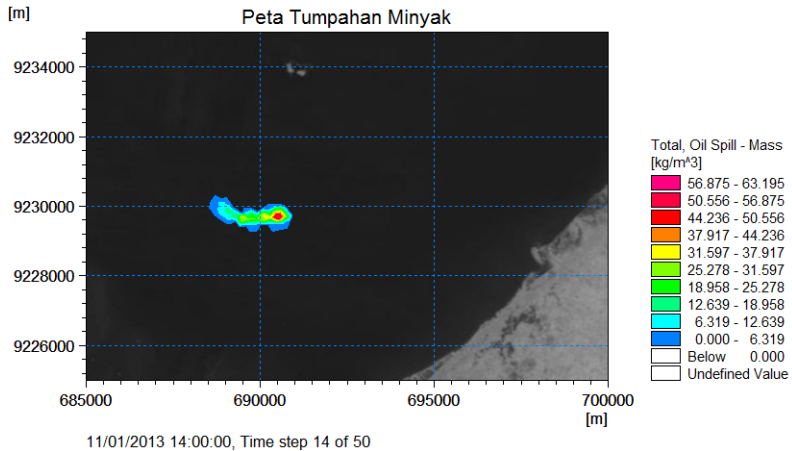 Peta Tumpahan Minyak
[m]
9234000
9232000
9230000
9228000
9226000
685000 690000 695000 700000
[m]
11/01/2013 14:00:00, Time step 14 of 50
Total, Oil Spill - Mass
[kg/m^3]
56.875 - 63.195
50.556 - 56.875
44.236 - 50.556
37.917 - 44.236
31.597 - 37.917
25.278 - 31.597
18.958 - 25.278
12.639 - 18.958
6.319 - 12.639
0.000 - 6.319
Below 0.000
Undefined Value